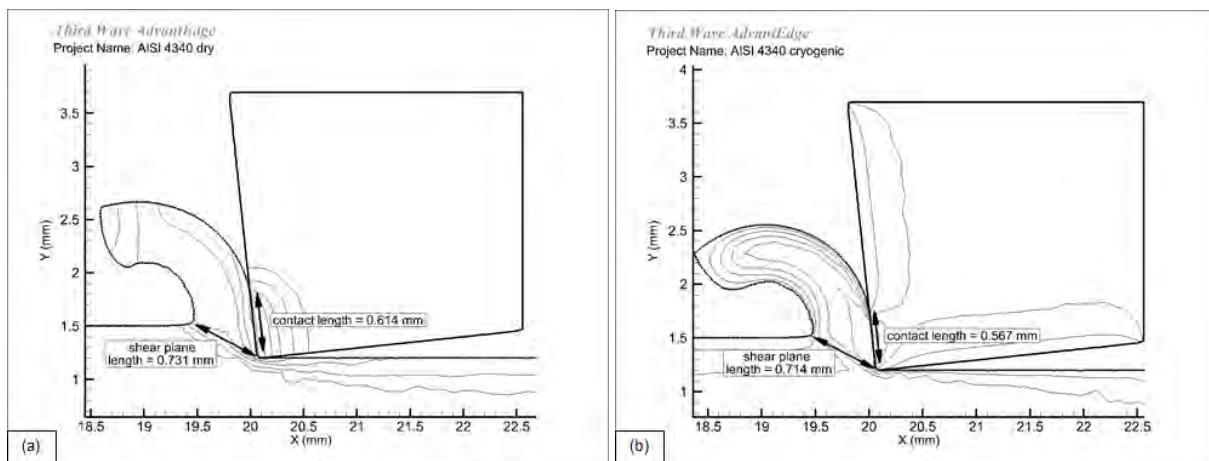 Third Wave AdvantEdge
Project Name: AISI 4340 dry
3.5
3
2.5
2
1.5
1
Y (mm)
contact length = 0.614 mm
shear plane
length = 0.731 mm
18.5 19 19.5 20 20.5 21 21.5 22 22.5
X (mm)
(a)
Third Wave AdvantEdge
Project Name: AISI 4340 cryogenic
4
3.5
3
2.5
2
1.5
1
Y (mm)
contact length = 0.567 mm
shear plane
length = 0.714 mm
18.5 19 19.5 20 20.5 21 21.5 22 22.5
X (mm)
(b)